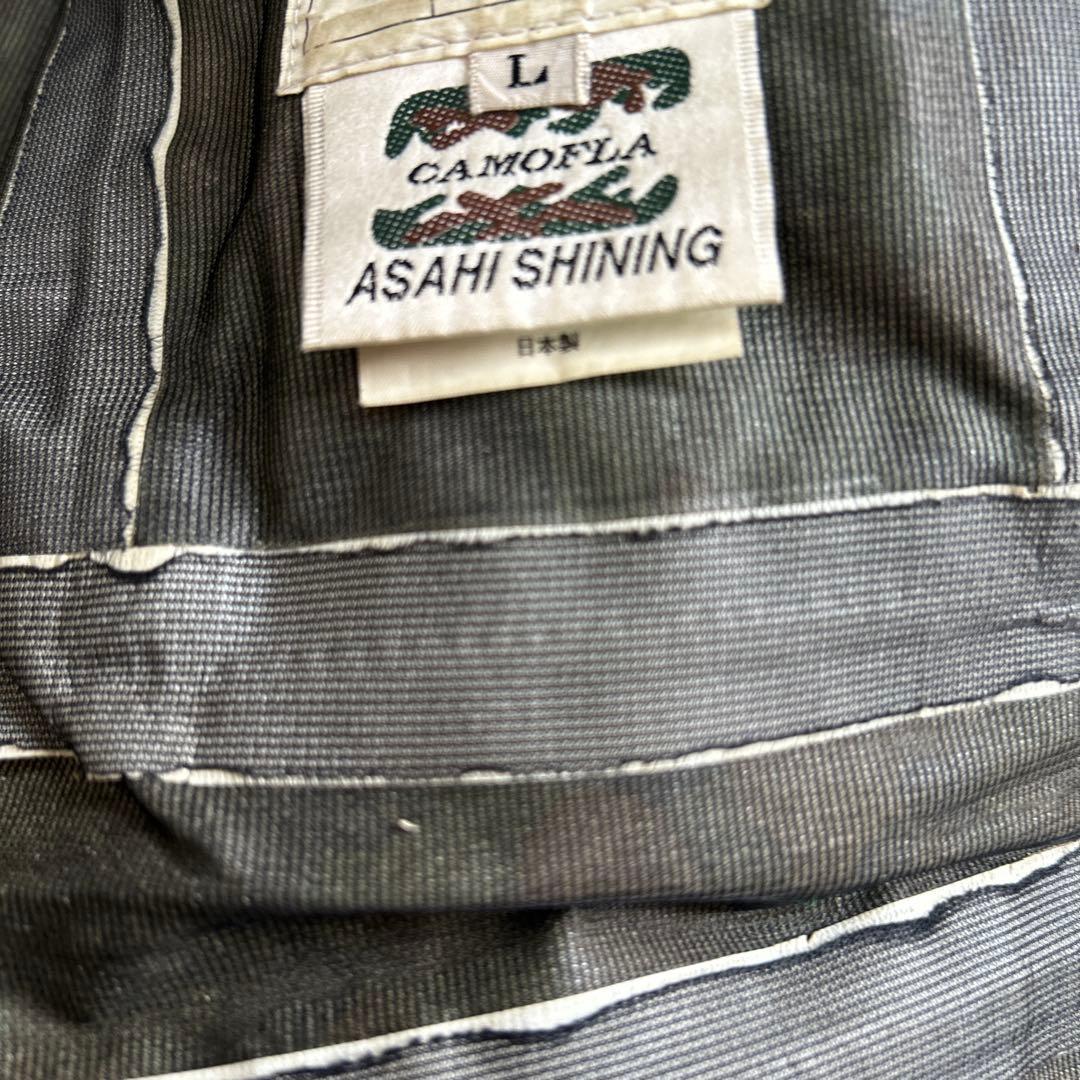 L
CAMOFLA
ASAHI SHINING
日本製